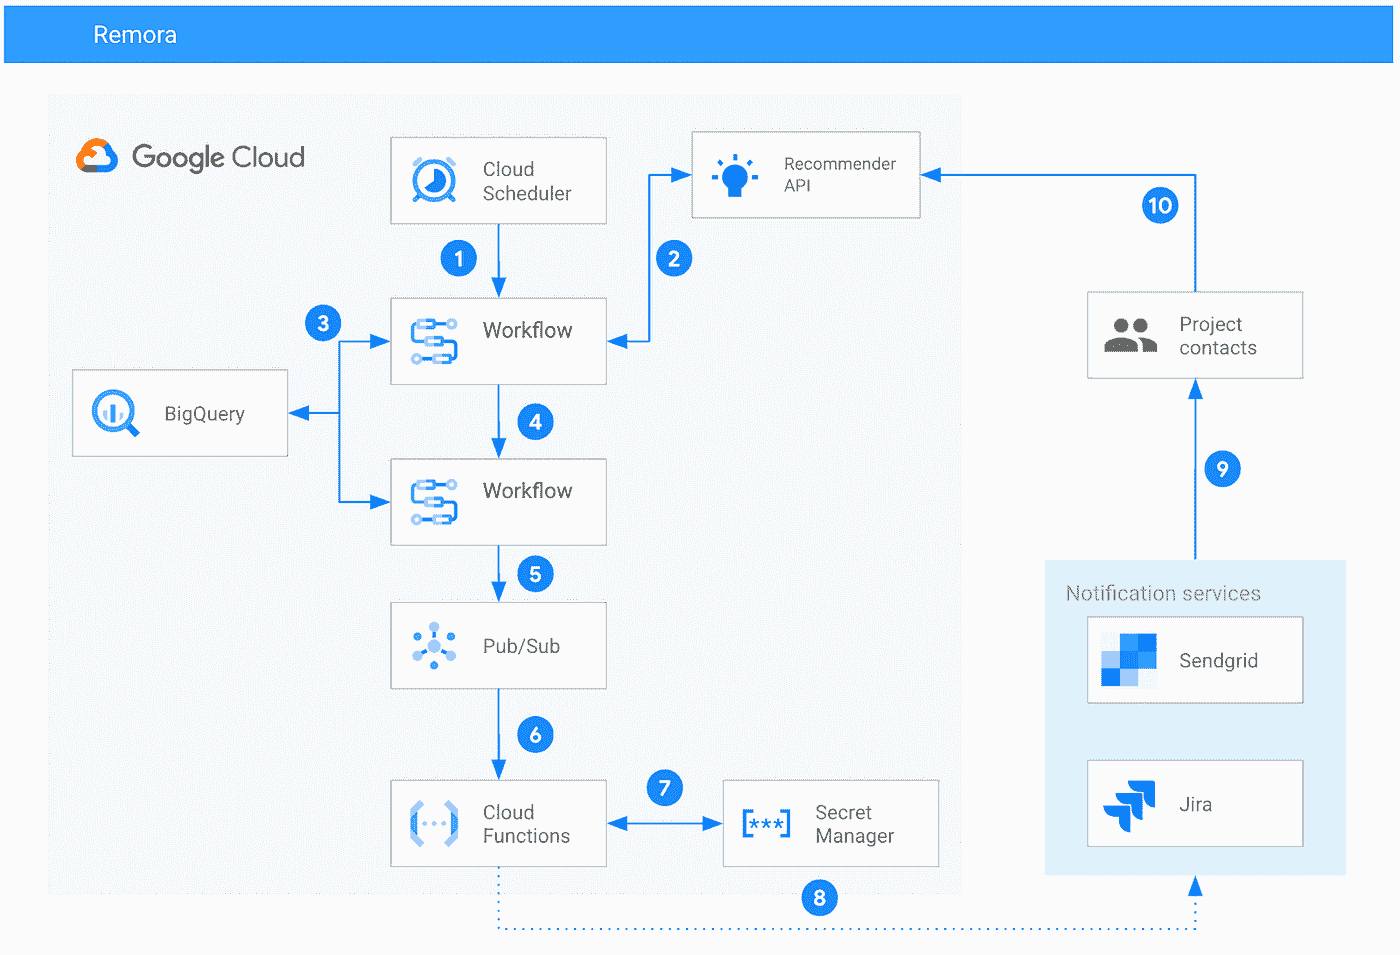 Remora
Google Cloud
Cloud
Scheduler
Recommender
API
10
1
2
3
Workflow
Project
contacts
BigQuery
4
9
Workflow
5
Notification services
Pub/Sub
Sendgrid
6
7
Cloud
Functions
[***]
Secret
Manager
Jira
8